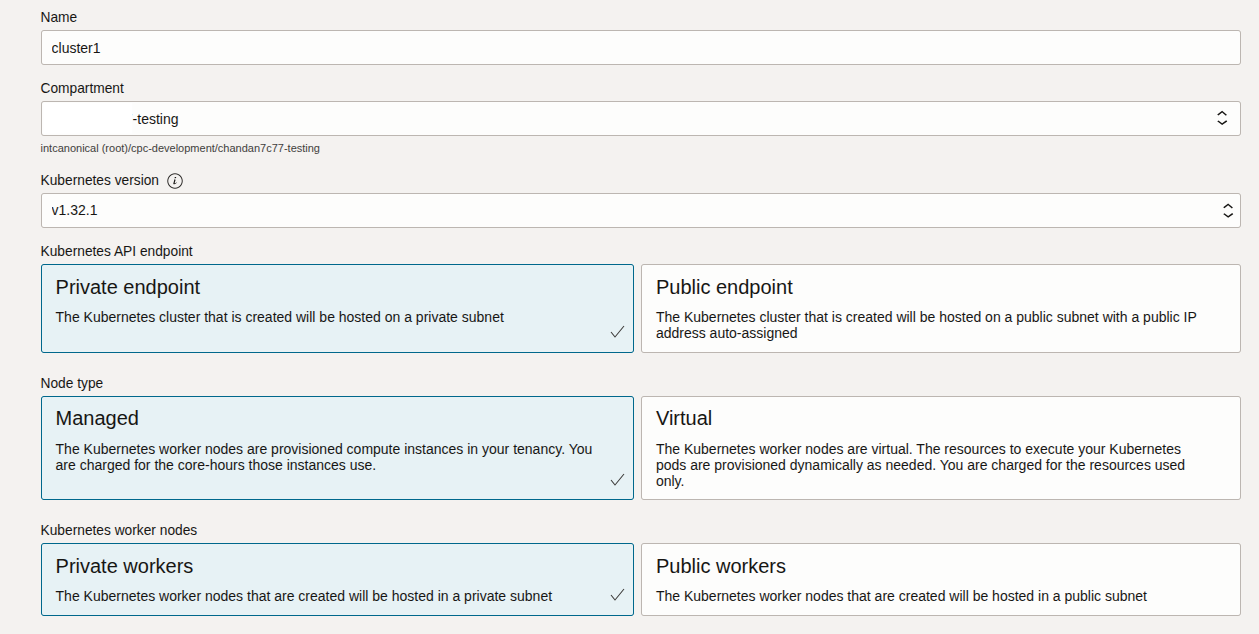 Name
cluster1
Compartment
-testing
intcanonical (root)/cpc-development/chandan7c77-testing
Kubernetes version
v1.32.1
Kubernetes API endpoint
Private endpoint
The Kubernetes cluster that is created will be hosted on a private subnet
Public endpoint
The Kubernetes cluster that is created will be hosted on a public subnet with a public IP
address auto-assigned
Node type
Managed
The Kubernetes worker nodes are provisioned compute instances in your tenancy. You
are charged for the core-hours those instances use.
Virtual
The Kubernetes worker nodes are virtual. The resources to execute your Kubernetes
pods are provisioned dynamically as needed. You are charged for the resources used
only.
Kubernetes worker nodes
Private workers
The Kubernetes worker nodes that are created will be hosted in a private subnet
Public workers
The Kubernetes worker nodes that are created will be hosted in a public subnet